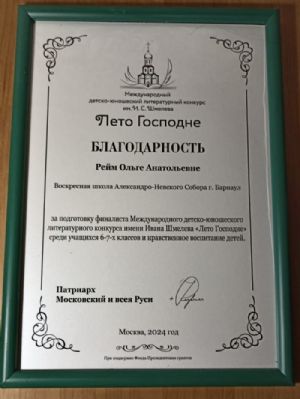 Международный
детско-юношеский литературный конкурс
им. И. С. Шмелева
Лето Господне
БЛАГОДАРНОСТЬ
Рейм Ольге Анатольевне
Воскресная школа Александро-Невского Собора г. Барнаул
за подготовку финалиста Международного детско-юношеского
литературного конкурса имени Ивана Шмелева «Лето Господне»
среди учащихся 6-7-х классов и нравственное воспитание детей.
Патриарх
Московский и всея Руси
Москва, 2024 год
При поддержке Фонда Президентских грантов